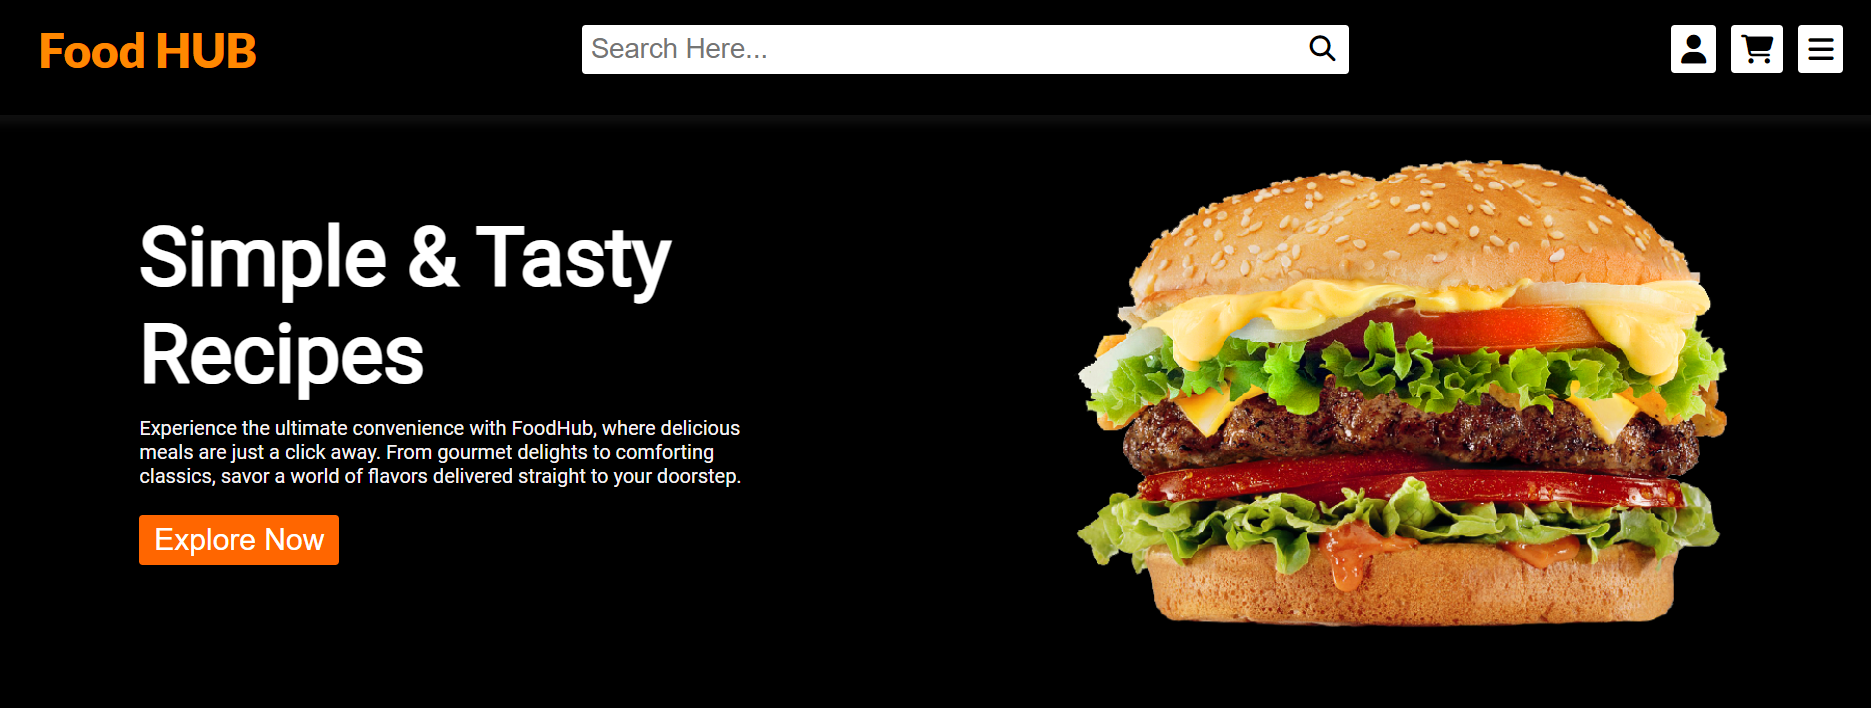 Food HUB
Search Here...
Simple & Tasty
Recipes
Experience the ultimate convenience with FoodHub, where delicious
meals are just a click away. From gourmet delights to comforting
classics, savor a world of flavors delivered straight to your doorstep.
Explore Now